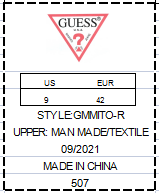 GUESS
U.S.A.
?
US EUR
9 42
STYLE:GMMITO-R
UPPER: MAN MADE/TEXTILE
09/2021
MADE IN CHINA
507